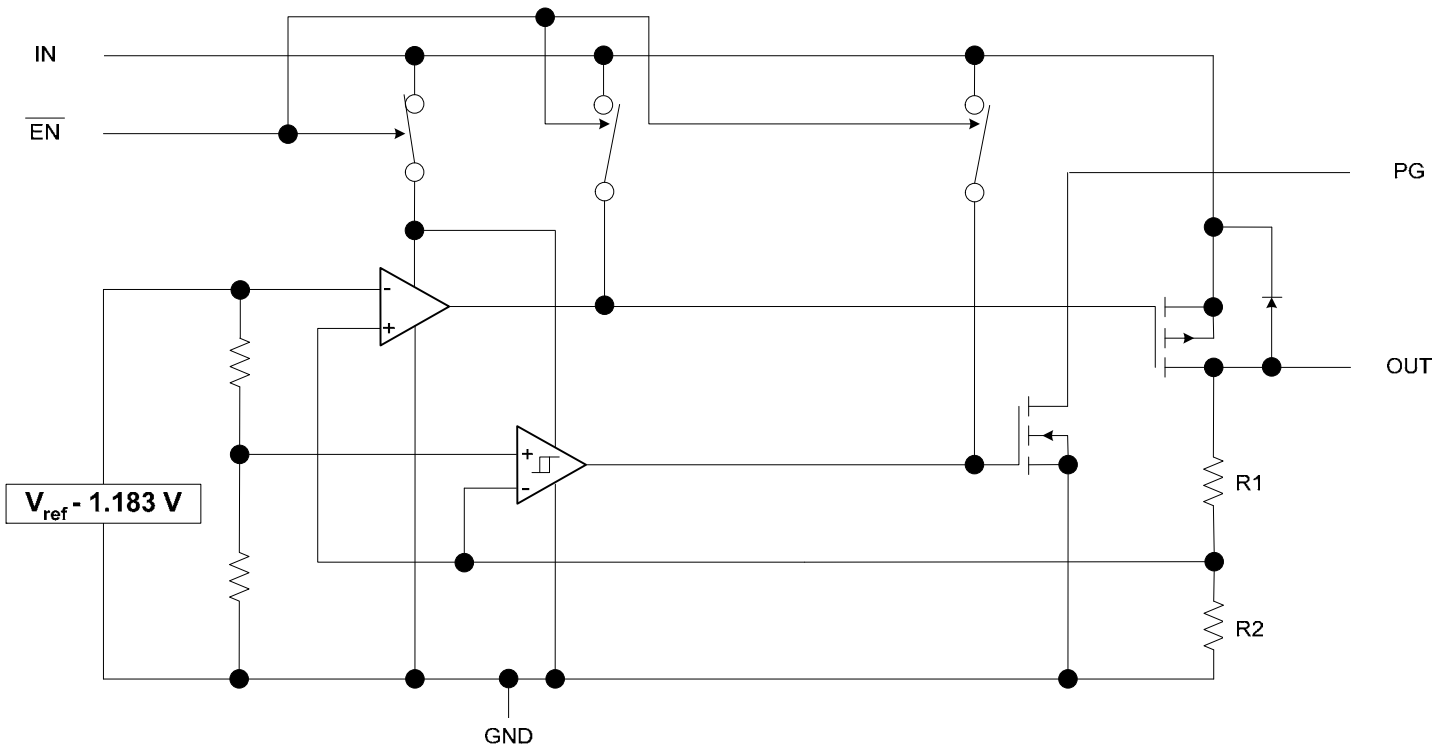 IN
EN
PG
-
+
OUT
+
-
R1
V_ref - 1.183 V
R2
GND